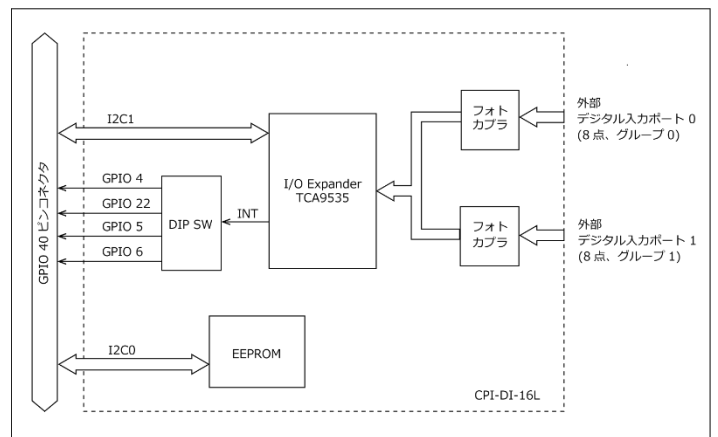 GPIO 40 ピンコネクタ
I2C1
GPIO 4
GPIO 22
GPIO 5
GPIO 6
DIP SW
INT
I/O Expander
TCA9535
フォト
カプラ
外部
デジタル入力ポート 0
(8 点、グループ 0)
フォト
カプラ
外部
デジタル入力ポート 1
(8 点、グループ 1)
I2C0
EEPROM
CPI-DI-16L